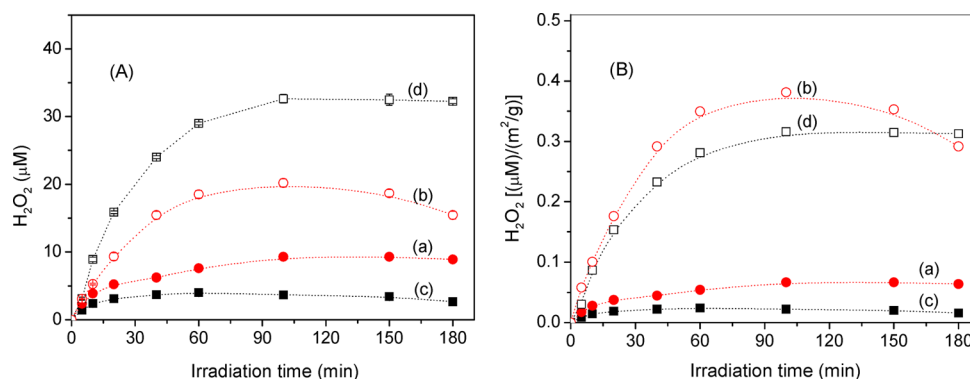 (A)
H₂O₂ (μM)
40
30
20
10
0
(d)
(b)
(a)
(c)
0 30 60 90 120 150 180
Irradiation time (min)
(B)
H₂O₂ [(μM)/(m²/g)]
0.4
0.3
0.2
0.1
0.0
(b)
(d)
(a)
(c)
0 30 60 90 120 150 180
Irradiation time (min)